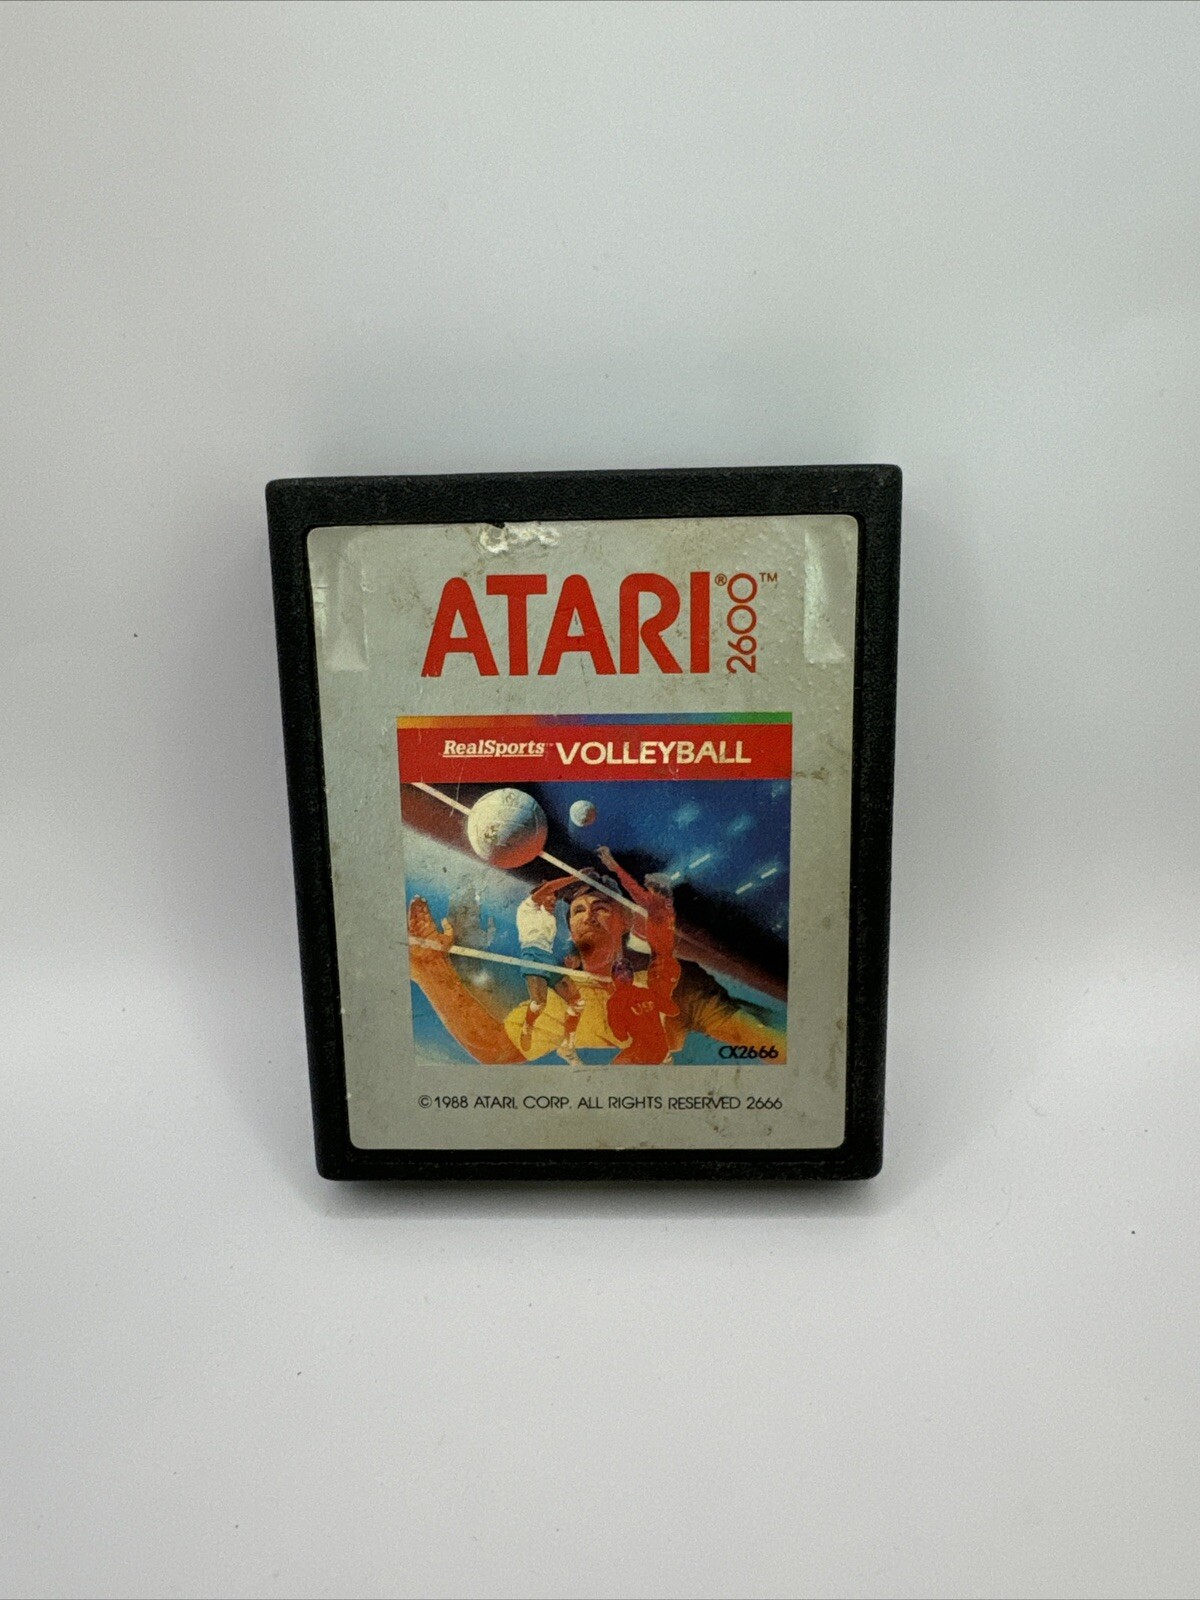 ATARI® 2600™
RealSports™ VOLLEYBALL
CX2666
©1988 ATARI, CORP. ALL RIGHTS RESERVED 2666